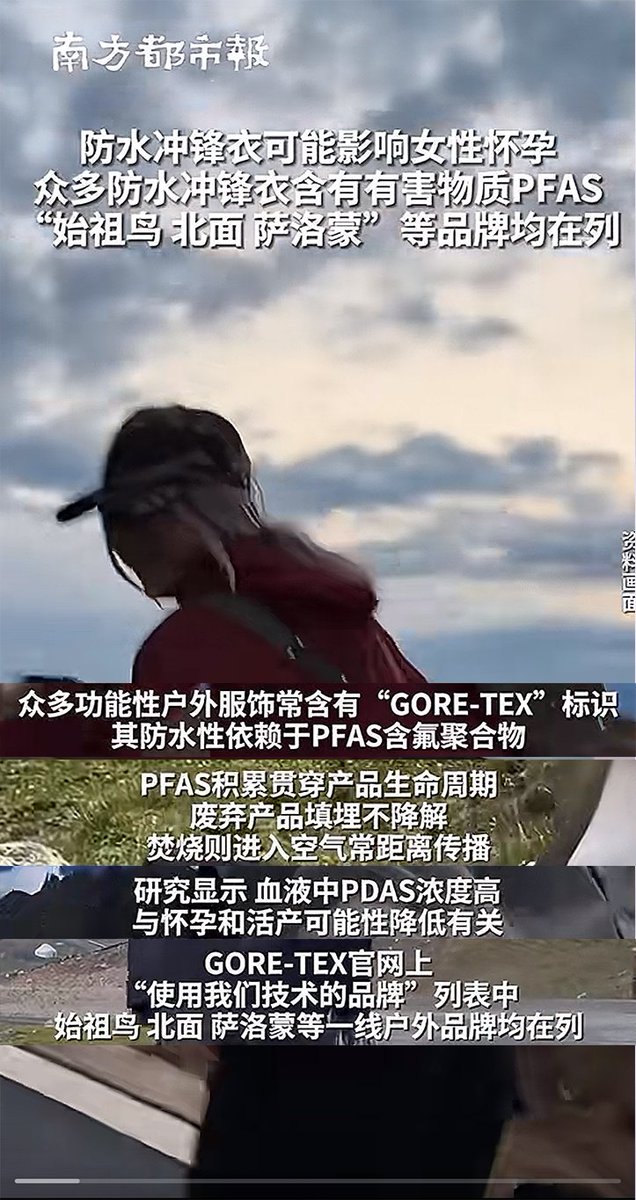 南方都市報
防水冲锋衣可能影响女性怀孕
众多防水冲锋衣含有有害物质PFAS
“始祖鸟 北面 萨洛蒙”等品牌均在列
资料画面
众多功能性户外服饰常含有“GORE-TEX”标识
其防水性依赖于PFAS含氟聚合物
PFAS积累贯穿产品生命周期
废弃产品填埋不降解
焚烧则进入空气常距离传播
研究显示 血液中PDAS浓度高
与怀孕和活产可能性降低有关
GORE-TEX官网上
“使用我们技术的品牌”列表中
始祖鸟 北面 萨洛蒙等一线户外品牌均在列